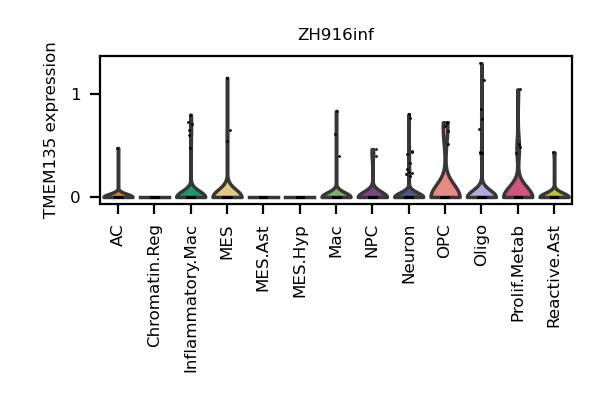 ZH916inf
TMEM135 expression
1
0
AC
Chromatin.Reg
Inflammatory.Mac
MES
MES.Ast
MES.Hyp
Mac
NPC
Neuron
OPC
Oligo
Prolif.Metab
Reactive.Ast